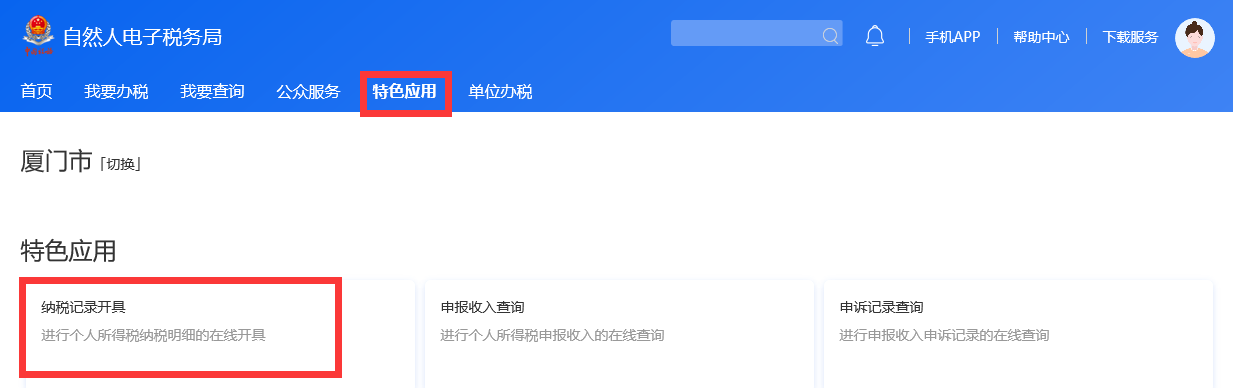 自然人电子税务局
手机APP
帮助中心
下载服务
首页
我要办税
我要查询
公众服务
特色应用
单位办税
厦门市「切换」
特色应用
纳税记录开具
进行个人所得税纳税明细的在线开具
申报收入查询
进行个人所得税申报收入的在线查询
申诉记录查询
进行申报收入申诉记录的在线查询